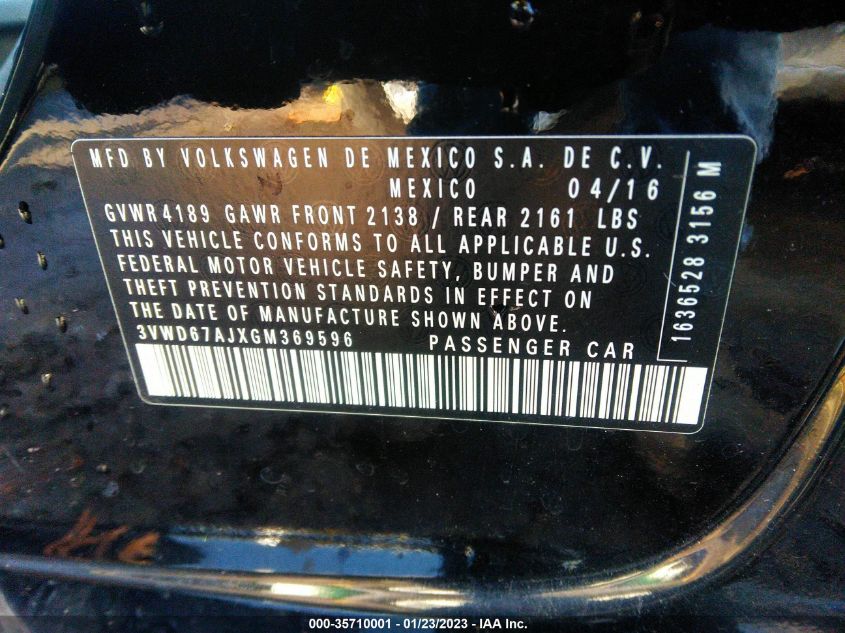 MFD BY VOLKSWAGEN DE MEXICO S.A. DE C.V.
MEXICO 04/16
GVWR 4189 GAWR FRONT 2138 / REAR 2161 LBS
THIS VEHICLE CONFORMS TO ALL APPLICABLE U.S.
FEDERAL MOTOR VEHICLE SAFETY, BUMPER AND
THEFT PREVENTION STANDARDS IN EFFECT ON
THE DATE OF MANUFACTURE SHOWN ABOVE.
3VWD67AJXGM369596 PASSENGER CAR
1636528 3156 M
000-35710001 - 01/23/2023 - IAA Inc.